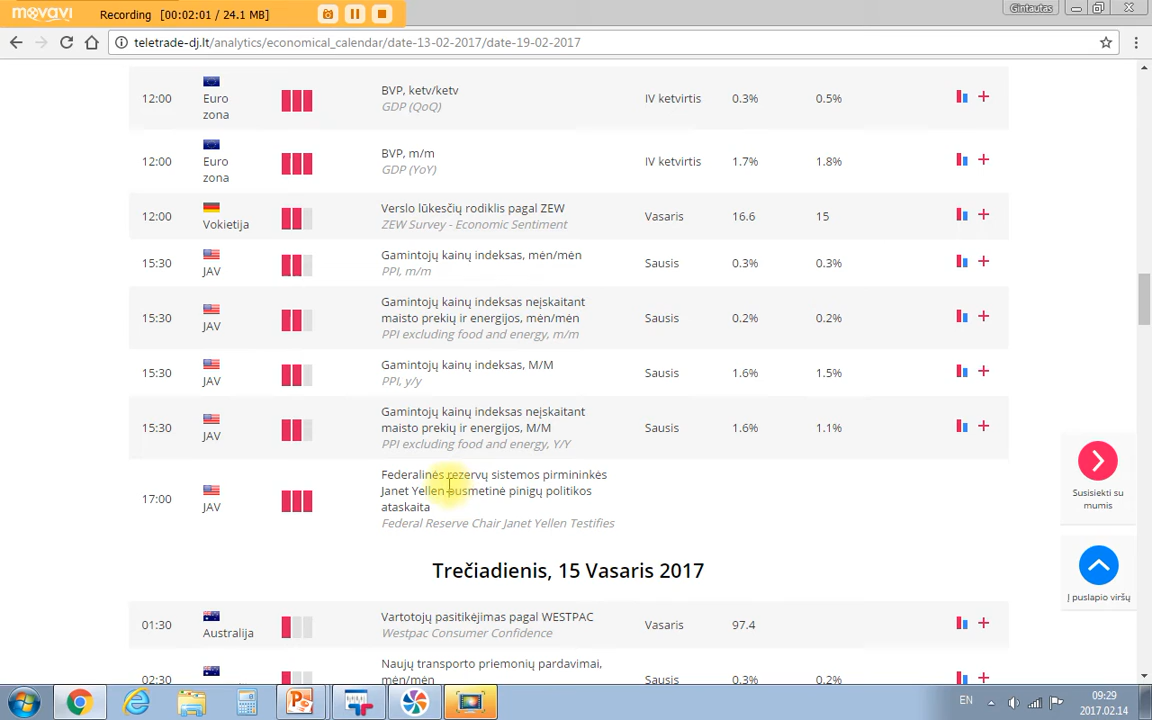 movavi Recording [00:02:01 / 24.1 MB]
Gintautas
teletrade-dj.lt/analytics/economical_calendar/date-13-02-2017/date-19-02-2017
12:00 Euro zona BVP, ketv/ketv GDP (QoQ) IV ketvirtis 0.3% 0.5%
12:00 Euro zona BVP, m/m GDP (YoY) IV ketvirtis 1.7% 1.8%
12:00 Vokietija Verslo lūkesčių rodiklis pagal ZEW Vasaris 16.6 15
ZEW Survey - Economic Sentiment
15:30 JAV Gamintojų kainų indeksas, mėn/mėn Sausis 0.3% 0.3%
PPI, m/m
15:30 JAV Gamintojų kainų indeksas neįskaitant
maisto prekių ir energijos, mėn/mėn Sausis 0.2% 0.2%
PPI excluding food and energy, m/m
15:30 JAV Gamintojų kainų indeksas, M/M Sausis 1.6% 1.5%
PPI, y/y
15:30 JAV Gamintojų kainų indeksas neįskaitant
maisto prekių ir energijos, M/M Sausis 1.6% 1.1%
PPI excluding food and energy, Y/Y
17:00 JAV Federalinės rezervų sistemos pirmininkės
Janet Yellen pusmetinė pinigų politikos
ataskaita
Federal Reserve Chair Janet Yellen Testifies
Susisiekti su
mumis
Trečiadienis, 15 Vasaris 2017
Į puslapio viršų
01:30 Australija Vartotojų pasitikėjimas pagal WESTPAC Vasaris 97.4
Westpac Consumer Confidence
02:30 Naujų transporto priemonių pardavimai,
mėn/mėn Sausis 0.3% 0.2%
EN
09:29
2017.02.14